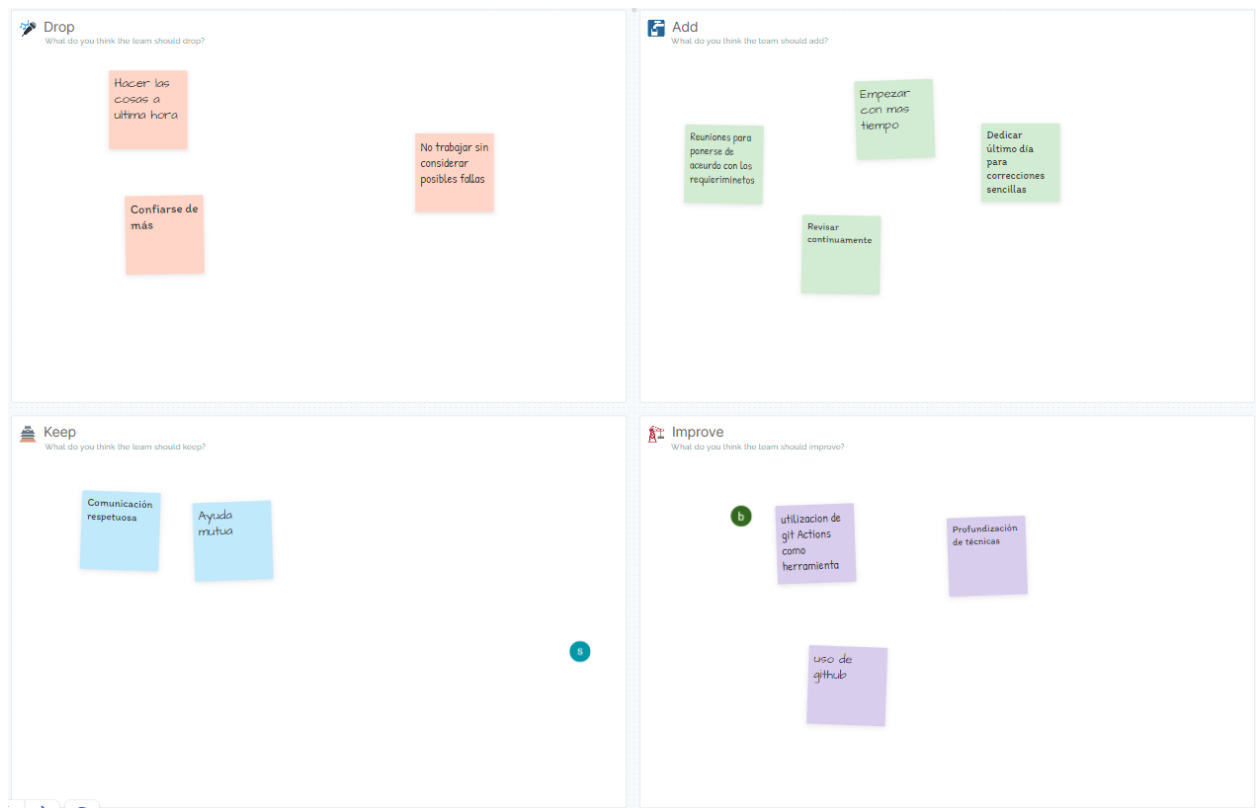 Drop
What do you think the team should drop?
Hacer las
cosas a
ultima hora
No trabajar sin
considerar
posibles fallas
Confiarse de
más
Add
What do you think the team should add?
Empezar
con mas
tiempo
Reuniones para
ponerse de
aceurdo con los
requieriminetos
Dedicar
último día
para
correcciones
sencillas
Revisar
continuamente
Keep
What do you think the team should keep?
Comunicación
respetuosa
Ayuda
mutua
s
Improve
What do you think the team should improve?
b
utilizacion de
git Actions
como
herramienta
Profundización
de técnicas
uso de
github